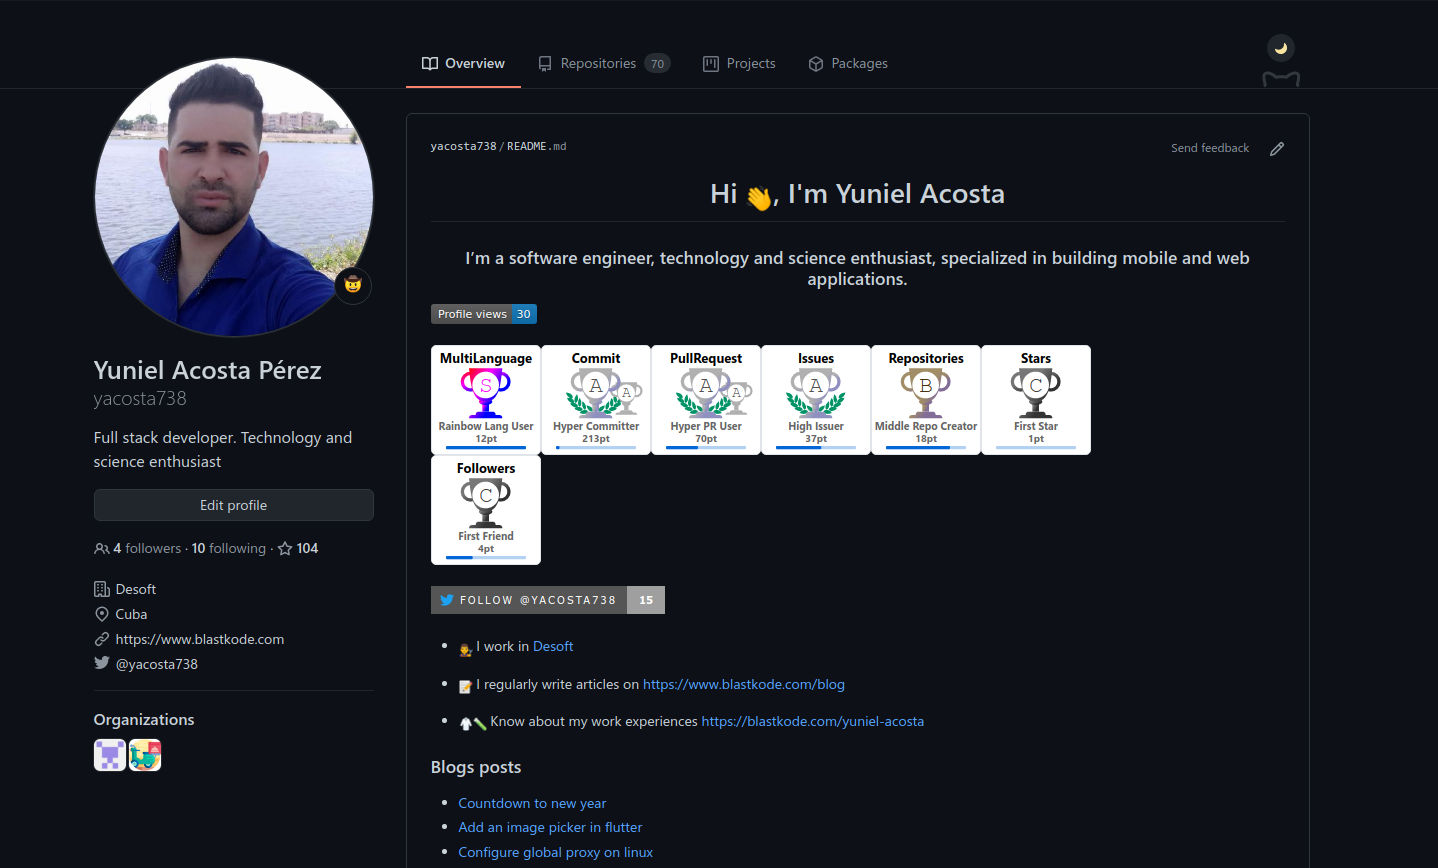 Overview
Repositories 70
Projects
Packages
yacosta738/README.md
Send feedback
Hi 👋, I'm Yuniel Acosta
I’m a software engineer, technology and science enthusiast, specialized in building mobile and web
applications.
Profile views 30
MultiLanguage
S
Rainbow Lang User
12pt
Commit
A
A
Hyper Committer
213pt
PullRequest
A
A
Hyper PR User
70pt
Issues
A
High Issuer
37pt
Repositories
B
Middle Repo Creator
18pt
Stars
C
First Star
1pt
Followers
C
First Friend
4pt
FOLLOW @YACOSTA738 15
I work in Desoft
I regularly write articles on https://www.blastkode.com/blog
Know about my work experiences https://blastkode.com/yuniel-acosta
Blogs posts
Countdown to new year
Add an image picker in flutter
Configure global proxy on linux
Yuniel Acosta Pérez
yacosta738
Full stack developer. Technology and
science enthusiast
Edit profile
4 followers · 10 following · 104
Desoft
Cuba
https://www.blastkode.com
@yacosta738
Organizations